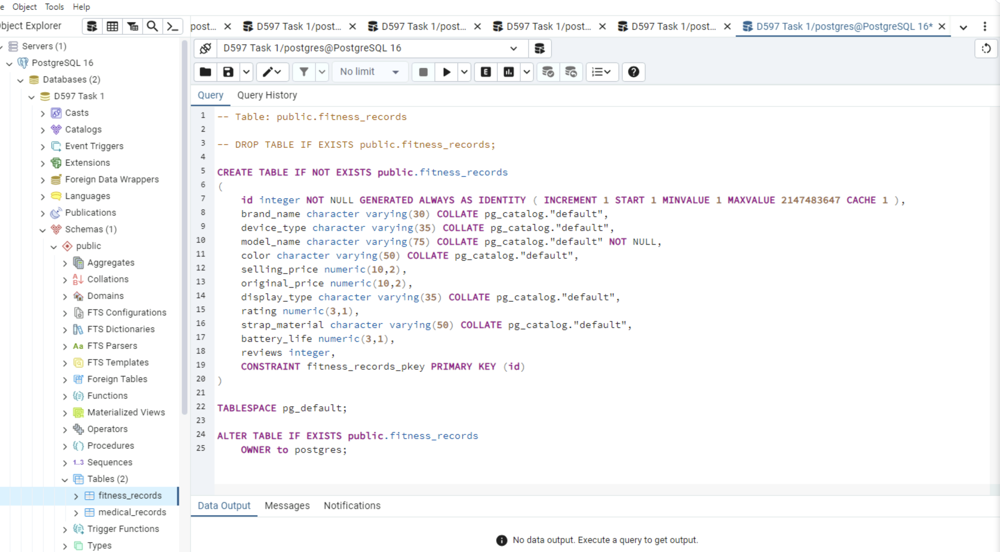 e Object Tools Help
bject Explorer
post...
D597 Task 1/post...
D597 Task 1/post...
D597 Task 1/post...
D597 Task 1/post...
D597 Task 1/postgres@PostgreSQL 16*
Servers (1)
PostgreSQL 16
Databases (2)
D597 Task 1
Casts
Catalogs
Event Triggers
Extensions
Foreign Data Wrappers
Languages
Publications
Schemas (1)
public
Aggregates
Collations
Domains
FTS Configurations
FTS Dictionaries
Aa FTS Parsers
FTS Templates
Foreign Tables
Functions
Materialized Views
Operators
Procedures
1..3 Sequences
Tables (2)
fitness_records
medical_records
Trigger Functions
Types
D597 Task 1/postgres@PostgreSQL 16
No limit
E
Query Query History
1 -- Table: public.fitness_records
2
3 -- DROP TABLE IF EXISTS public.fitness_records;
4
5 CREATE TABLE IF NOT EXISTS public.fitness_records
6 (
7 id integer NOT NULL GENERATED ALWAYS AS IDENTITY ( INCREMENT 1 START 1 MINVALUE 1 MAXVALUE 2147483647 CACHE 1 ),
8 brand_name character varying(30) COLLATE pg_catalog."default",
9 device_type character varying(35) COLLATE pg_catalog."default",
10 model_name character varying(75) COLLATE pg_catalog."default" NOT NULL,
11 color character varying(50) COLLATE pg_catalog."default",
12 selling_price numeric(10,2),
13 original_price numeric(10,2),
14 display_type character varying(35) COLLATE pg_catalog."default",
15 rating numeric(3,1),
16 strap_material character varying(50) COLLATE pg_catalog."default",
17 battery_life numeric(3,1),
18 reviews integer,
19 CONSTRAINT fitness_records_pkey PRIMARY KEY (id)
20 )
21
22 TABLESPACE pg_default;
23
24 ALTER TABLE IF EXISTS public.fitness_records
25 OWNER to postgres;
Data Output Messages Notifications
No data output. Execute a query to get output.